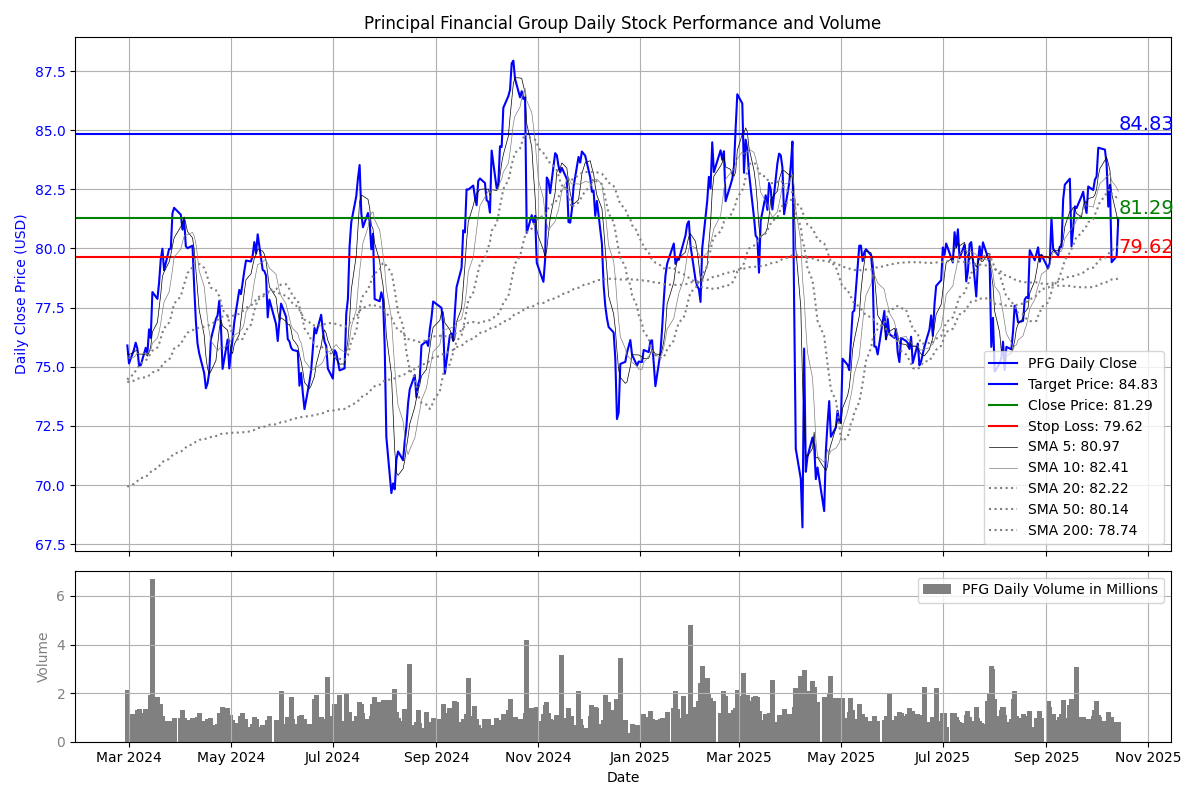 Principal Financial Group Daily Stock Performance and Volume
Daily Close Price (USD)
87.5
85.0
82.5
80.0
77.5
75.0
72.5
70.0
67.5
84.83
81.29
79.62
PFG Daily Close
Target Price: 84.83
Close Price: 81.29
Stop Loss: 79.62
SMA 5: 80.97
SMA 10: 82.41
SMA 20: 82.22
SMA 50: 80.14
SMA 200: 78.74
Volume
6
4
2
0
PFG Daily Volume in Millions
Mar 2024 May 2024 Jul 2024 Sep 2024 Nov 2024 Jan 2025 Mar 2025 May 2025 Jul 2025 Sep 2025 Nov 2025
Date